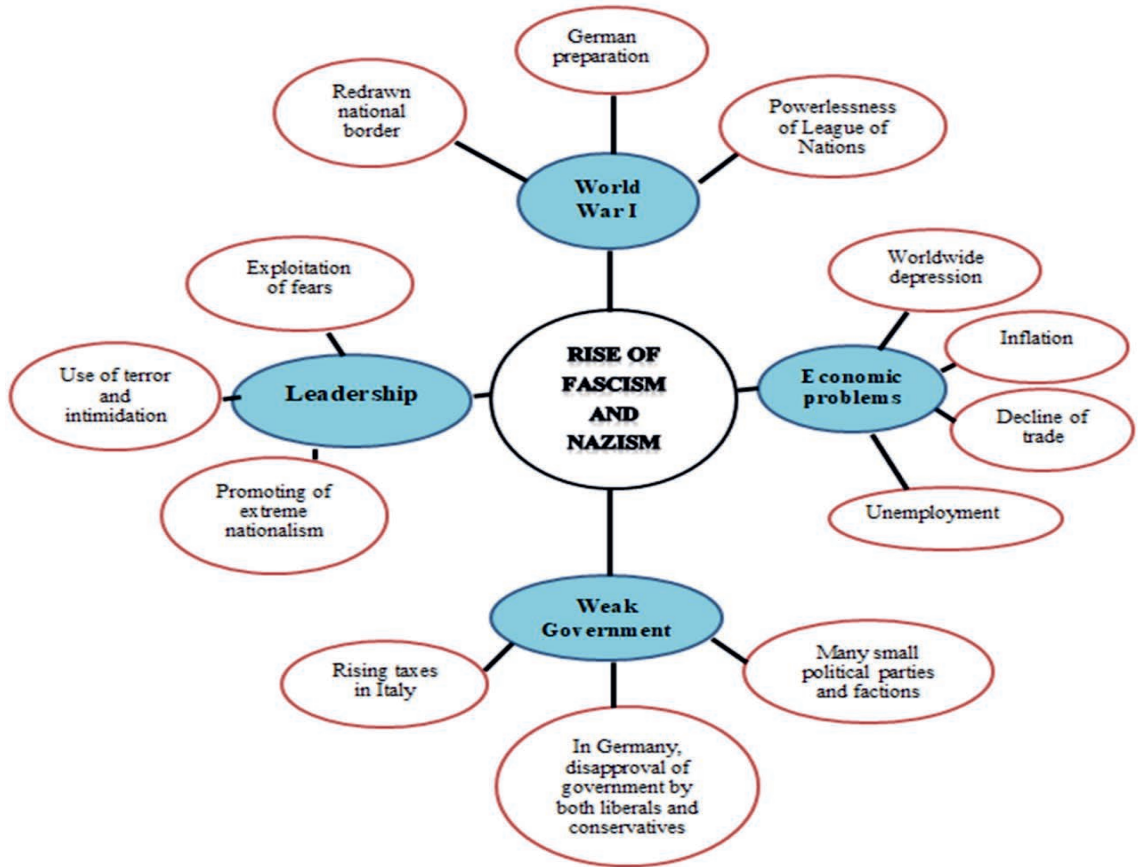 German
preparation
Redrawn
national
border
Powerlessness
of League of
Nations
World
War I
Exploitation
of fears
Use of terror
and
intimidation
Leadership
Promoting of
extreme
nationalism
RISE OF
FASCISM
AND
NAZISM
Worldwide
depression
Inflation
Economic
problems
Decline of
trade
Unemployment
Weak
Government
Rising taxes
in Italy
In Germany,
disapproval of
government by
both liberals and
conservatives
Many small
political parties
and factions